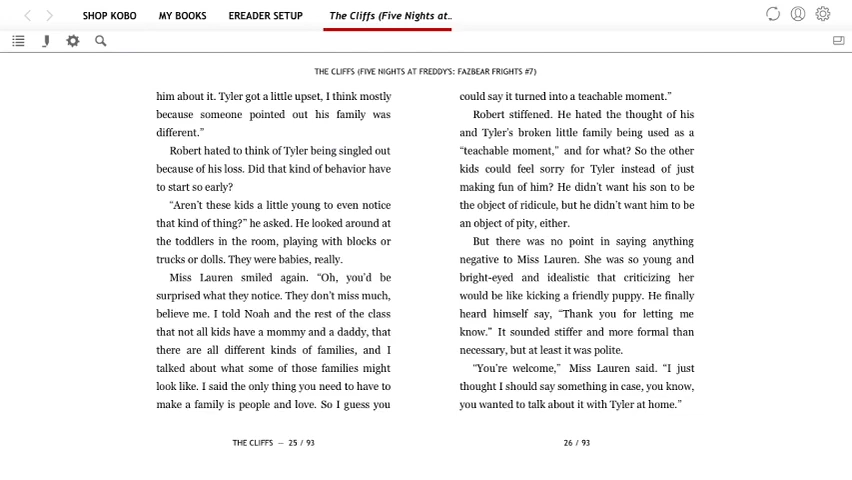 SHOP KOBO MY BOOKS EREADER SETUP The Cliffs (Five Nights at..
THE CLIFFS (FIVE NIGHTS AT FREDDY'S: FAZBEAR FRIGHTS #7)
him about it. Tyler got a little upset, I think mostly
because someone pointed out his family was
different.”
Robert hated to think of Tyler being singled out
because of his loss. Did that kind of behavior have
to start so early?
“Aren’t these kids a little young to even notice
that kind of thing?” he asked. He looked around at
the toddlers in the room, playing with blocks or
trucks or dolls. They were babies, really.
Miss Lauren smiled again. “Oh, you’d be
surprised what they notice. They don’t miss much,
believe me. I told Noah and the rest of the class
that not all kids have a mommy and a daddy, that
there are all different kinds of families, and I
talked about what some of those families might
look like. I said the only thing you need to have to
make a family is people and love. So I guess you
THE CLIFFS — 25 / 93
could say it turned into a teachable moment.”
Robert stiffened. He hated the thought of his
and Tyler’s broken little family being used as a
“teachable moment,” and for what? So the other
kids could feel sorry for Tyler instead of just
making fun of him? He didn’t want his son to be
the object of ridicule, but he didn’t want him to be
an object of pity, either.
But there was no point in saying anything
negative to Miss Lauren. She was so young and
bright-eyed and idealistic that criticizing her
would be like kicking a friendly puppy. He finally
heard himself say, “Thank you for letting me
know.” It sounded stiffer and more formal than
necessary, but at least it was polite.
“You’re welcome,” Miss Lauren said. “I just
thought I should say something in case, you know,
you wanted to talk about it with Tyler at home.”
26 / 93